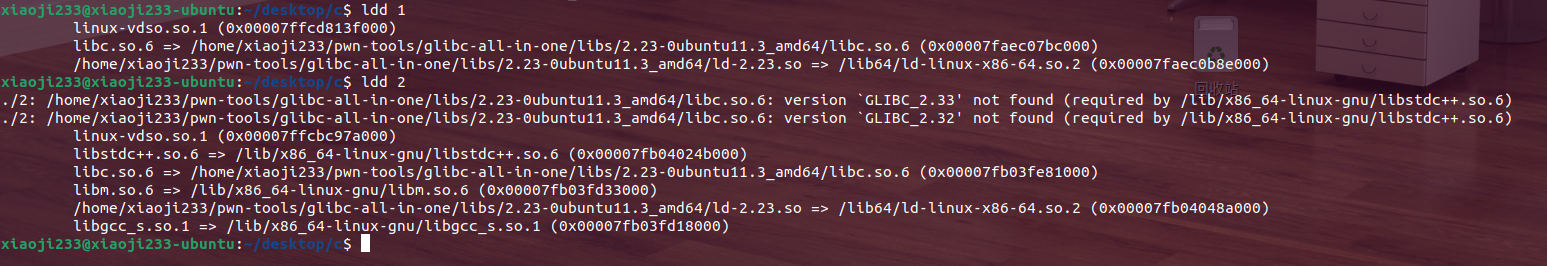 xiaoji233@xiaoji233-ubuntu:~/desktop/c$ ldd 1
linux-vdso.so.1 (0x00007ffcd813f000)
libc.so.6 => /home/xiaoji233/pwn-tools/glibc-all-in-one/libs/2.23-0ubuntu11.3_amd64/libc.so.6 (0x00007faec07bc000)
/home/xiaoji233/pwn-tools/glibc-all-in-one/libs/2.23-0ubuntu11.3_amd64/ld-2.23.so => /lib64/ld-linux-x86-64.so.2 (0x00007faec0b8e000)
xiaoji233@xiaoji233-ubuntu:~/desktop/c$ ldd 2
回收站
./2: /home/xiaoji233/pwn-tools/glibc-all-in-one/libs/2.23-0ubuntu11.3_amd64/libc.so.6: version `GLIBC_2.33' not found (required by /lib/x86_64-linux-gnu/libstdc++.so.6)
./2: /home/xiaoji233/pwn-tools/glibc-all-in-one/libs/2.23-0ubuntu11.3_amd64/libc.so.6: version `GLIBC_2.32' not found (required by /lib/x86_64-linux-gnu/libstdc++.so.6)
linux-vdso.so.1 (0x00007ffcbc97a000)
libstdc++.so.6 => /lib/x86_64-linux-gnu/libstdc++.so.6 (0x00007fb04024b000)
libc.so.6 => /home/xiaoji233/pwn-tools/glibc-all-in-one/libs/2.23-0ubuntu11.3_amd64/libc.so.6 (0x00007fb03fe81000)
libm.so.6 => /lib/x86_64-linux-gnu/libm.so.6 (0x00007fb03fd33000)
/home/xiaoji233/pwn-tools/glibc-all-in-one/libs/2.23-0ubuntu11.3_amd64/ld-2.23.so => /lib64/ld-linux-x86-64.so.2 (0x00007fb04048a000)
libgcc_s.so.1 => /lib/x86_64-linux-gnu/libgcc_s.so.1 (0x00007fb03fd18000)
xiaoji233@xiaoji233-ubuntu:~/desktop/c$